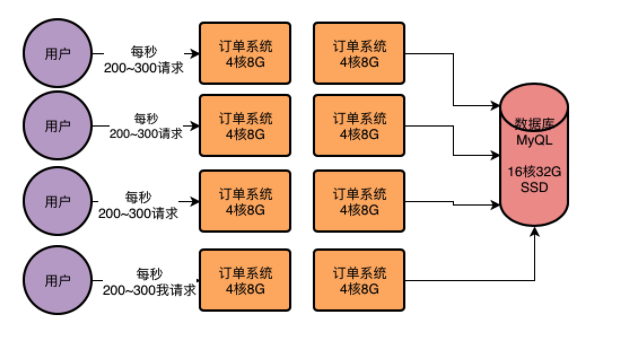 用户
每秒
200~300请求
订单系统
4核8G
订单系统
4核8G
用户
每秒
200~300请求
订单系统
4核8G
订单系统
4核8G
数据库
MyQL
16核32G
SSD
用户
每秒
200~300请求
订单系统
4核8G
订单系统
4核8G
用户
每秒
200~300我请求
订单系统
4核8G
订单系统
4核8G